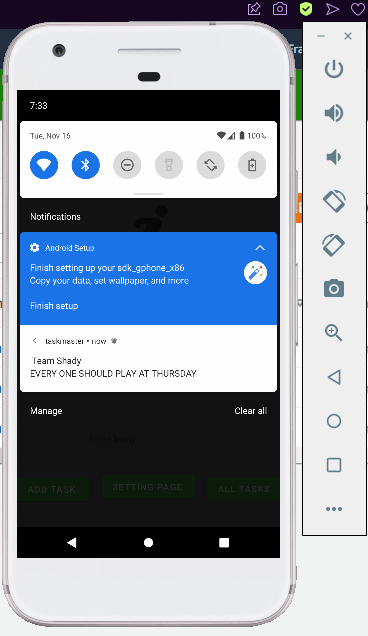 Fra
7:33
Tue, Nov 16
100%
Notifications
Android Setup
Finish setting up your sdk_gphone_x86
Copy your data, set wallpaper, and more
Finish setup
taskmaster • now
Team Shady
EVERY ONE SHOULD PLAY AT THURSDAY
Manage
Clear all
ADD TASK
SETTING PAGE
ALL TASKS